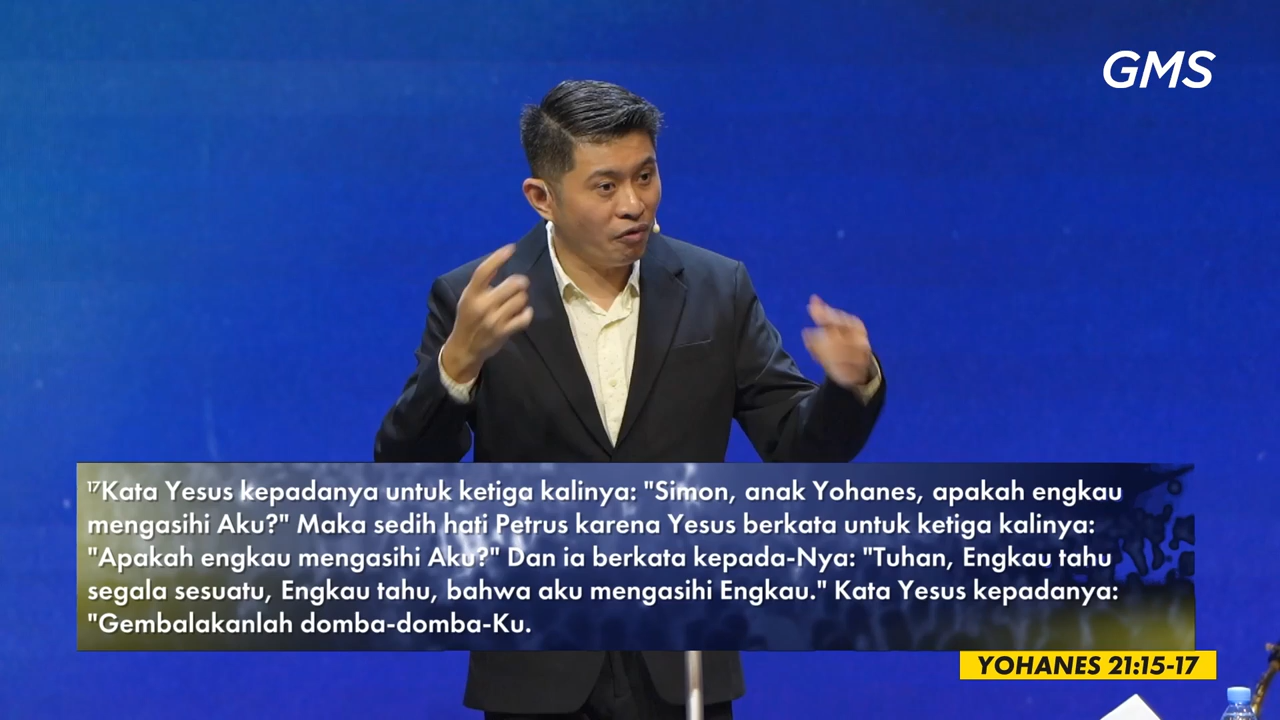 GMS
¹⁷Kata Yesus kepadanya untuk ketiga kalinya: "Simon, anak Yohanes, apakah engkau
mengasihi Aku?" Maka sedih hati Petrus karena Yesus berkata untuk ketiga kalinya:
"Apakah engkau mengasihi Aku?" Dan ia berkata kepada-Nya: "Tuhan, Engkau tahu
segala sesuatu, Engkau tahu, bahwa aku mengasihi Engkau." Kata Yesus kepadanya:
"Gembalakanlah domba-domba-Ku.
YOHANES 21:15-17